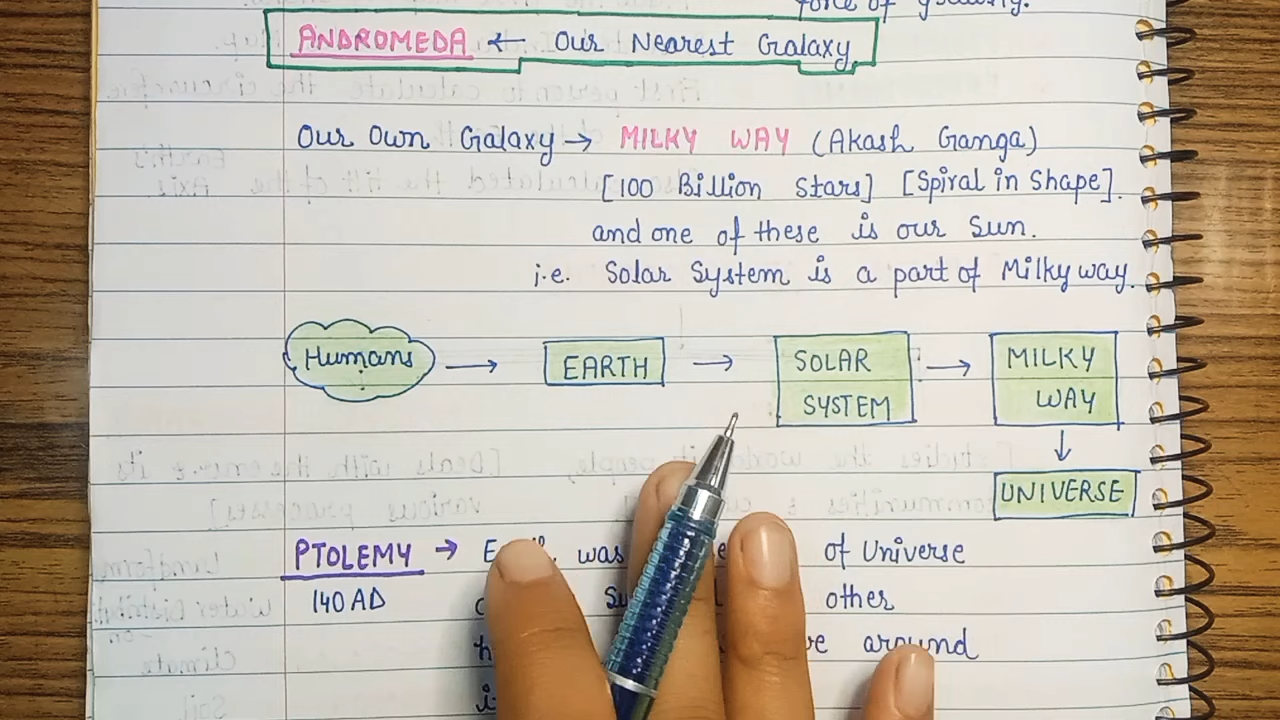 force of gravity.
ANDROMEDA ← Our Nearest Galaxy
Our Own Galaxy → MILKY WAY (Akash Ganga)
[100 Billion Stars] [Spiral in Shape].
and one of these is our Sun.
i.e. Solar System is a part of Milky way.
Humans → EARTH → SOLAR SYSTEM → MILKY WAY
↓
UNIVERSE
PTOLEMY → was of Universe
140 AD other
around